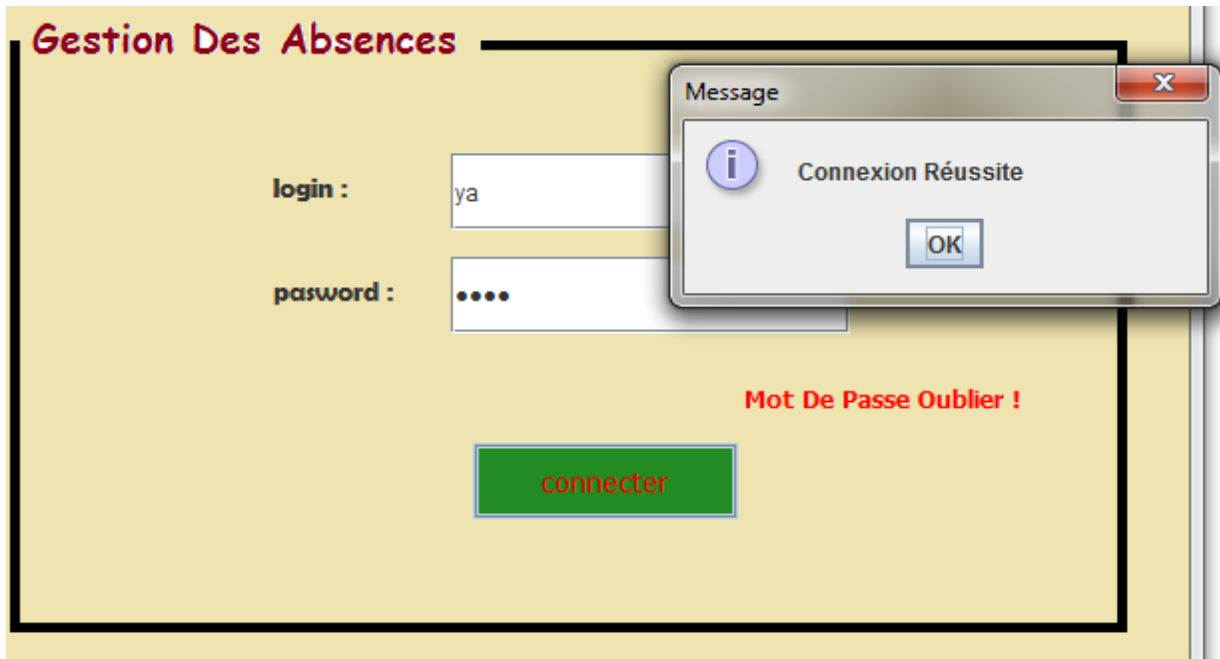 Gestion Des Absences
Message
X
i
Connexion Réussite
OK
login :
ya
pasword :
••••
Mot De Passe Oublier !
connecter